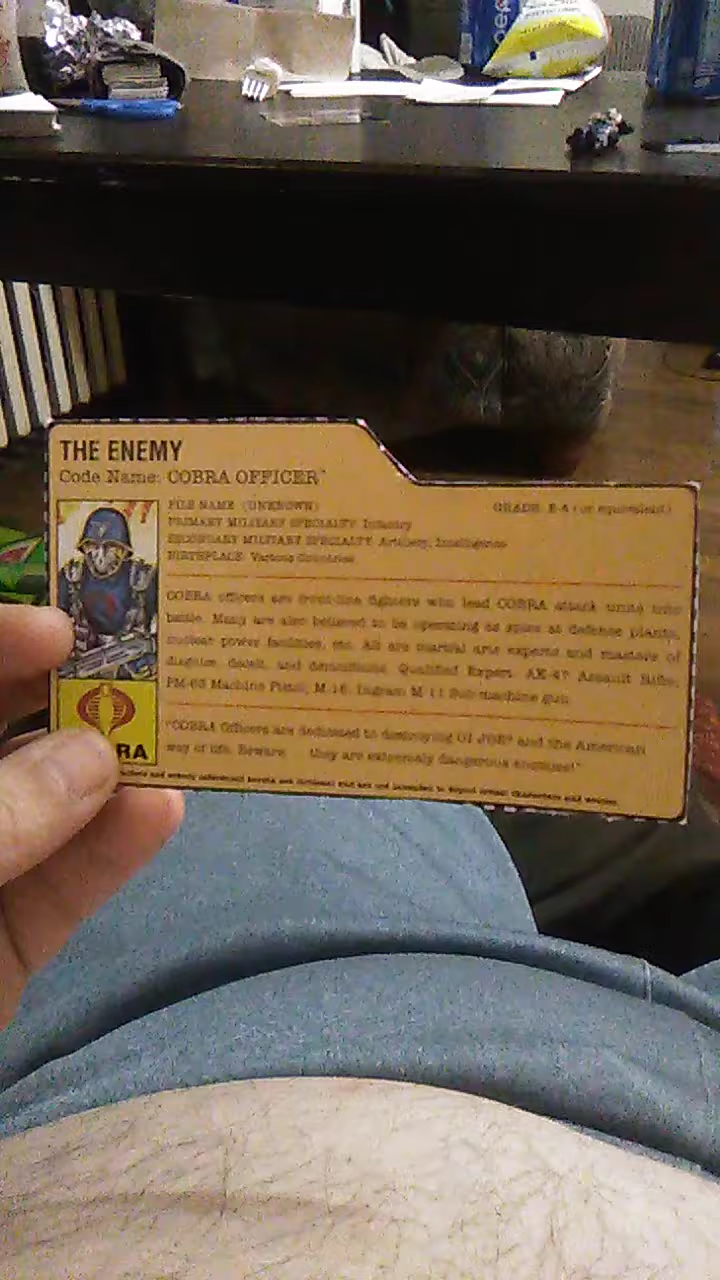 pepsi
THE ENEMY
Code Name: COBRA OFFICER™
FILE NAME (UNKNOWN) GRADE: E-4 (or equivalent)
PRIMARY MILITARY SPECIALTY: Infantry
SECONDARY MILITARY SPECIALTY: Artillery, Intelligence
BIRTHPLACE: Various Countries
COBRA officers are front-line fighters who lead COBRA attack units into
battle. Many are also believed to be operating as spies at defense plants,
nuclear power facilities, etc. All are martial arts experts and masters of
disguise, deceit, and demolitions. Qualified Expert: AK-47 Assault Rifle,
PM-63 Machine Pistol, M-16, Ingram M-11 Sub-machine gun.
"COBRA Officers are dedicated to destroying GI JOE® and the American
way of life. Beware they are extremely dangerous enemies!"
RA